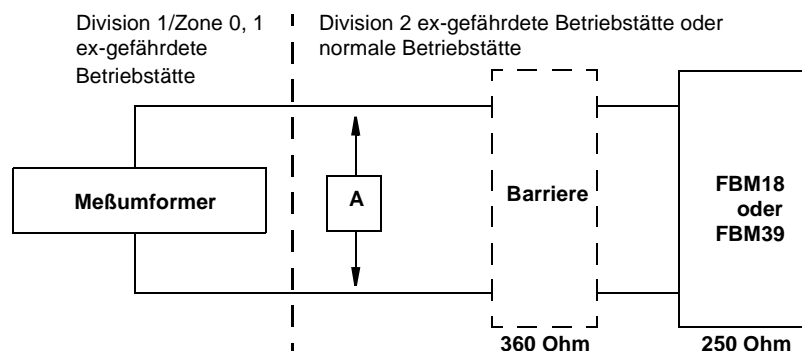 Division 1/Zone 0, 1
ex-gefährdete
Betriebstätte
Division 2 ex-gefährdete Betriebstätte oder
normale Betriebstätte
Meßumformer
A
Barriere
FBM18
oder
FBM39
360 Ohm
250 Ohm